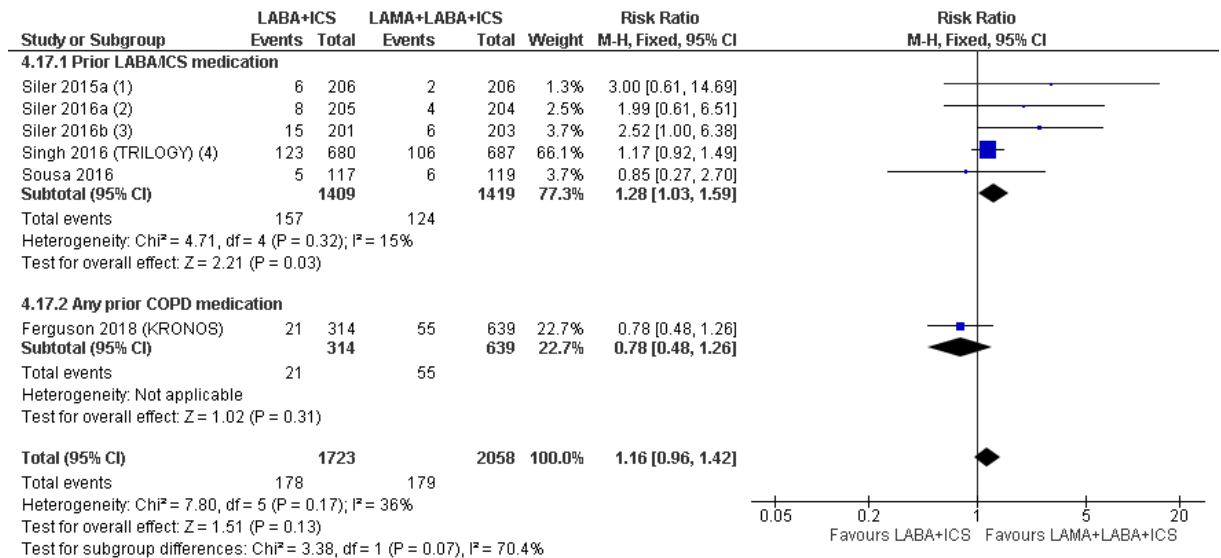 LABA+ICS LAMA+LABA+ICS Risk Ratio Risk Ratio
Study or Subgroup Events Total Events Total Weight M-H, Fixed, 95% CI M-H, Fixed, 95% CI
4.17.1 Prior LABA/ICS medication
Siler 2015a (1) 6 206 2 206 1.3% 3.00 [0.61, 14.69]
Siler 2016a (2) 8 205 4 204 2.5% 1.99 [0.61, 6.51]
Siler 2016b (3) 15 201 6 203 3.7% 2.52 [1.00, 6.38]
Singh 2016 (TRILOGY) (4) 123 680 106 687 66.1% 1.17 [0.92, 1.49]
Sousa 2016 5 117 6 119 3.7% 0.85 [0.27, 2.70]
Subtotal (95% CI) 1409 1419 77.3% 1.28 [1.03, 1.59]
Total events 157 124
Heterogeneity: Chi² = 4.71, df = 4 (P = 0.32); I² = 15%
Test for overall effect: Z = 2.21 (P = 0.03)
4.17.2 Any prior COPD medication
Ferguson 2018 (KRONOS) 21 314 55 639 22.7% 0.78 [0.48, 1.26]
Subtotal (95% CI) 314 639 22.7% 0.78 [0.48, 1.26]
Total events 21 55
Heterogeneity: Not applicable
Test for overall effect: Z = 1.02 (P = 0.31)
Total (95% CI) 1723 2058 100.0% 1.16 [0.96, 1.42]
Total events 178 179
Heterogeneity: Chi² = 7.80, df = 5 (P = 0.17); I² = 36%
Test for overall effect: Z = 1.51 (P = 0.13)
Test for subgroup differences: Chi² = 3.38, df = 1 (P = 0.07), I² = 70.4%
0.05 0.2 1 5 20
Favours LABA+ICS Favours LAMA+LABA+ICS